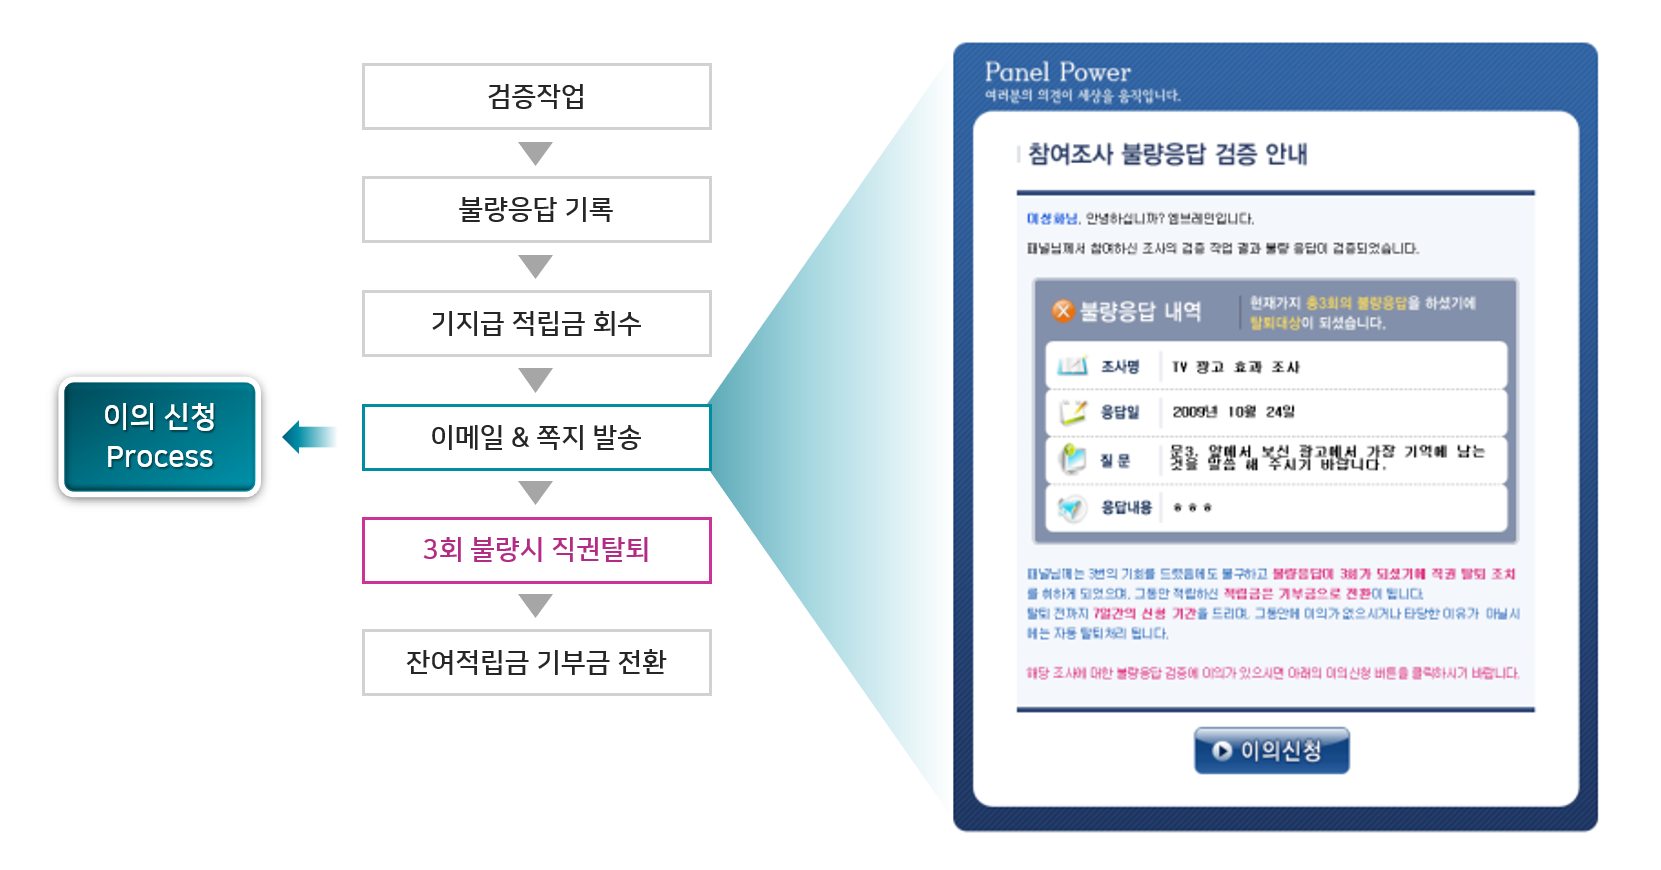 검증작업
불량응답 기록
기지급 적립금 회수
이메일 & 쪽지 발송
3회 불량시 직권탈퇴
잔여적립금 기부금 전환
이의 신청
Process
Panel Power
여러분의 의견이 세상을 움직입니다.
참여조사 불량응답 검증 안내
이성화님, 안녕하십니까? 엠브레인입니다.
패널님께서 참여하신 조사의 검증 작업 결과 불량 응답이 검증되었습니다.
불량응답 내역
현재가지 총3회의 불량응답을 하셨기에
탈퇴대상이 되셨습니다.
조사명 TV 광고 효과 조사
응답일 2009년 10월 24일
질문 문3. 앞에서 보신 광고에서 가장 기억에 남는
것을 말씀 해 주시기 바랍니다.
응답내용 ㅎㅎㅎ
패널님께는 3번의 기회를 드렸음에도 불구하고 불량응답이 3회가 되셨기에 직권 탈퇴 조치
를 취하게 되었으며, 그동안 적립하신 적립금은 기부금으로 전환이 됩니다.
탈퇴 전까지 7일간의 신청 기간을 드리며, 그동안에 이의가 없으시거나 타당한 이유가 아닐시
에는 자동 탈퇴처리 됩니다.
해당 조사에 대한 불량응답 검증에 이의가 있으시면 아래의 이의신청 버튼을 클릭하시기 바랍니다.
이의신청